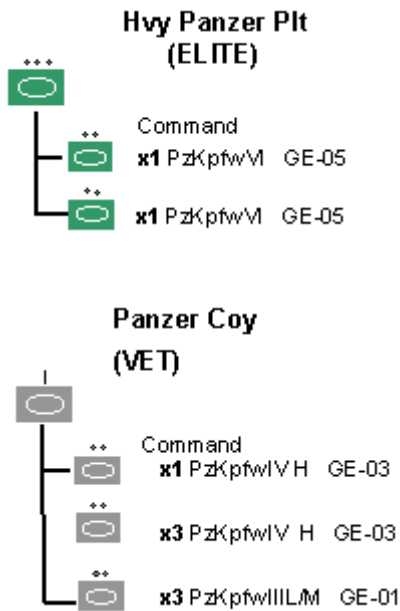 Hvy Panzer Plt
(ELITE)
Command
x1 PzKpfwVI GE-05
x1 PzKpfwVI GE-05
Panzer Coy
(VET)
Command
x1 PzKpfwIV H GE-03
x3 PzKpfwIV H GE-03
x3 PzKpfwIIIL/M GE-01